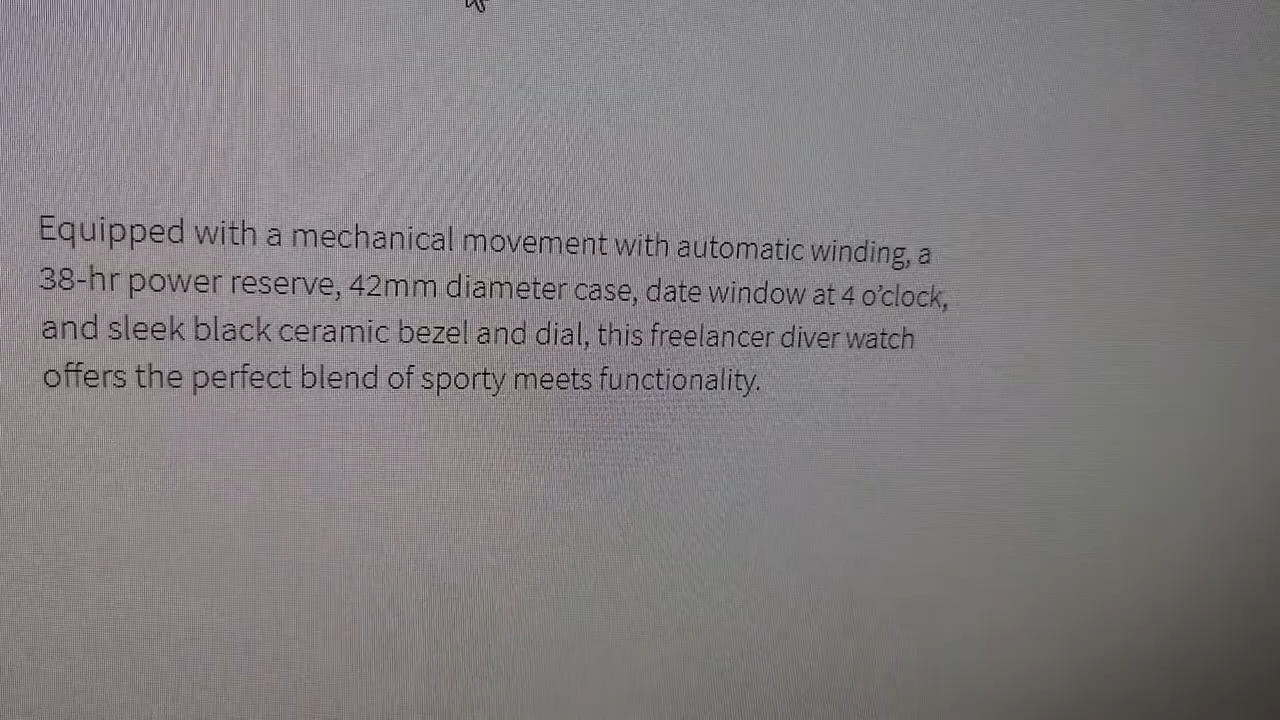 Equipped with a mechanical movement with automatic winding, a
38-hr power reserve, 42mm diameter case, date window at 4 o’clock,
and sleek black ceramic bezel and dial, this freelancer diver watch
offers the perfect blend of sporty meets functionality.